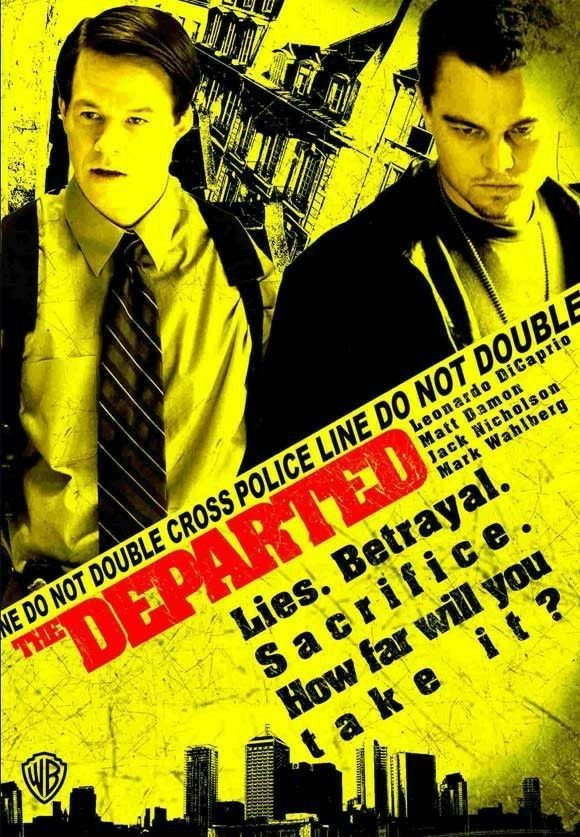 NE DO NOT DOUBLE CROSS POLICE LINE DO NOT DOUBLE
Leonardo DiCaprio
Matt Damon
Jack Nicholson
Mark Wahlberg
THE DEPARTED
Lies. Betrayal.
Sacrifice.
How far will you
take it?
WB